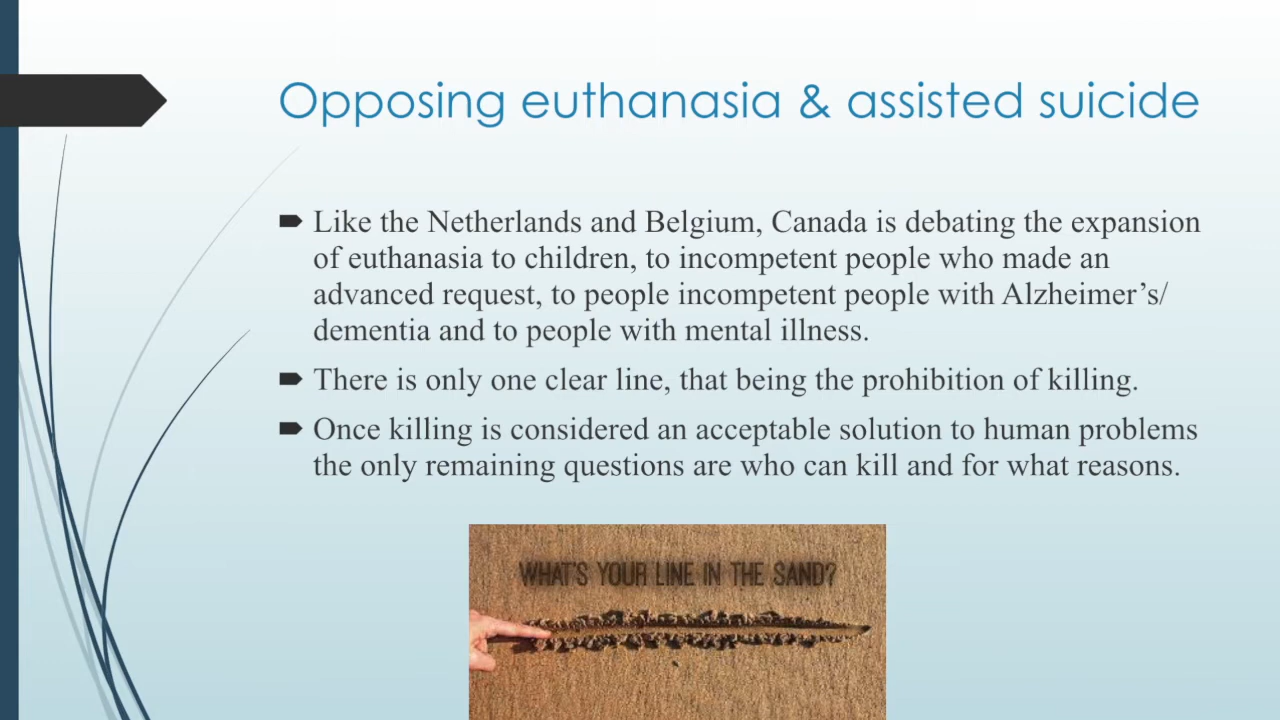 Opposing euthanasia & assisted suicide
Like the Netherlands and Belgium, Canada is debating the expansion
of euthanasia to children, to incompetent people who made an
advanced request, to people incompetent people with Alzheimer’s/
dementia and to people with mental illness.
There is only one clear line, that being the prohibition of killing.
Once killing is considered an acceptable solution to human problems
the only remaining questions are who can kill and for what reasons.
WHAT'S YOUR LINE IN THE SAND?